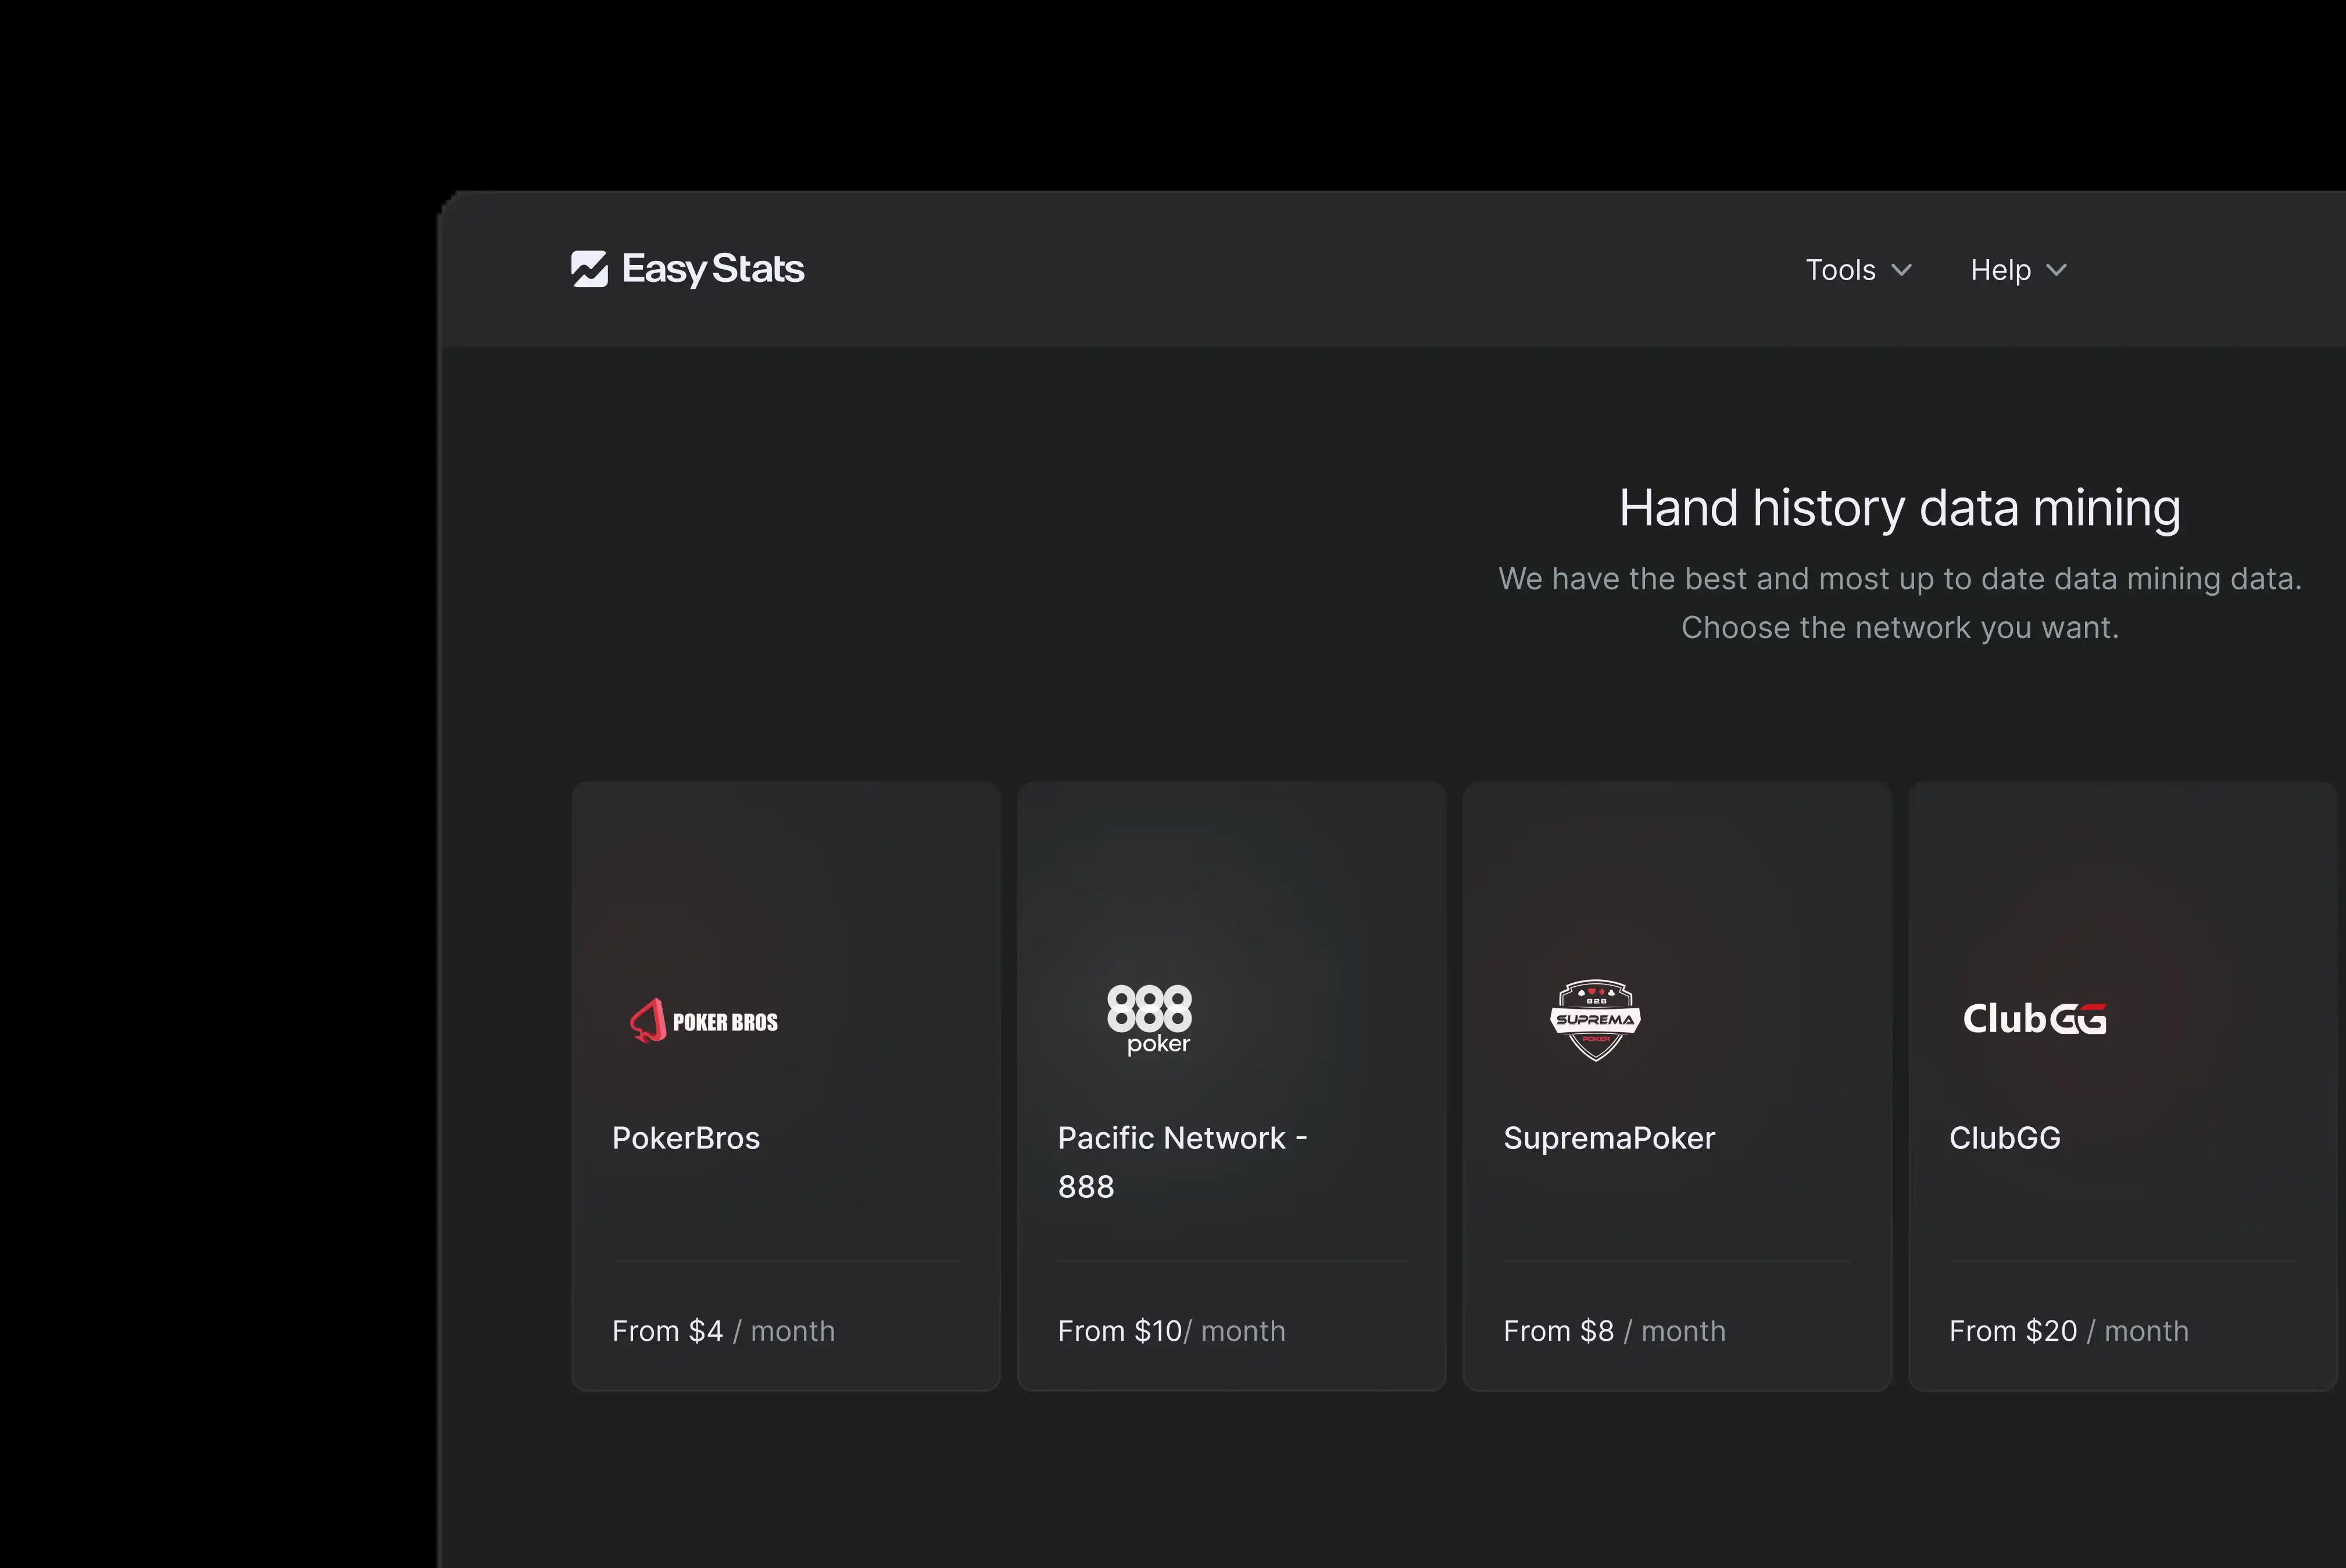 Easy Stats
Tools
Help
Hand history data mining
We have the best and most up to date data mining data.
Choose the network you want.
POKER BROS
888
poker
828
SUPREMA
POKER
ClubGG
PokerBros
Pacific Network -
888
SupremaPoker
ClubGG
From $4 / month
From $10/ month
From $8 / month
From $20 / month